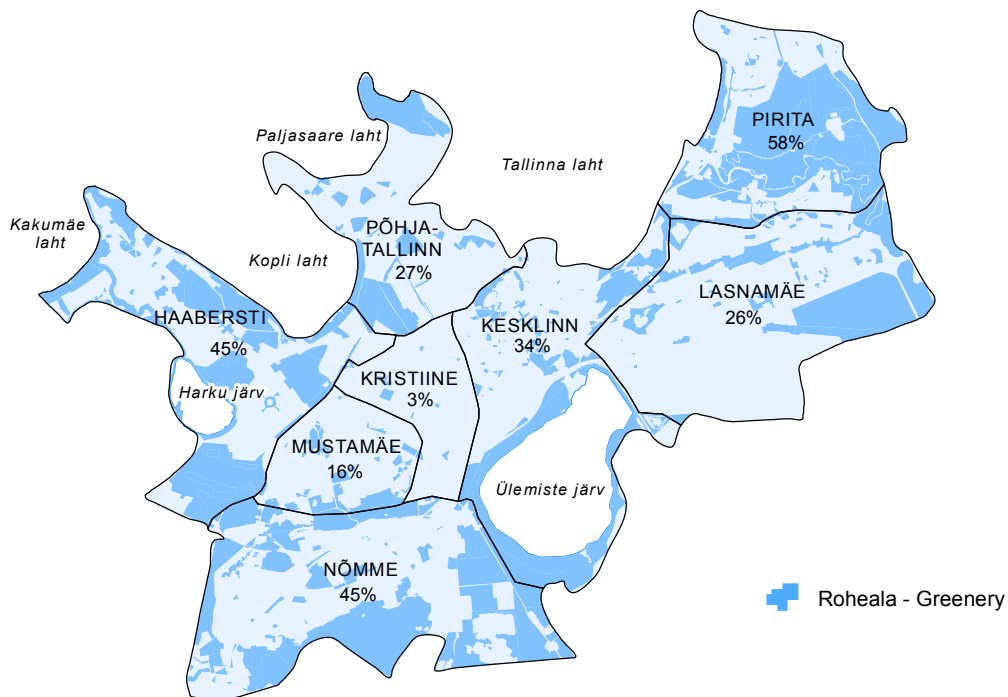 PIRITA
58%
Paljasaare laht
Tallinna laht
Kakumäe
laht
PÕHJA-
TALLINN
27%
Kopli laht
LASNAMÄE
26%
HAABERSTI
45%
KESKLINN
34%
KRISTIINE
3%
Harku järv
MUSTAMÄE
16%
Ülemiste järv
NÕMME
45%
Roheala - Greenery